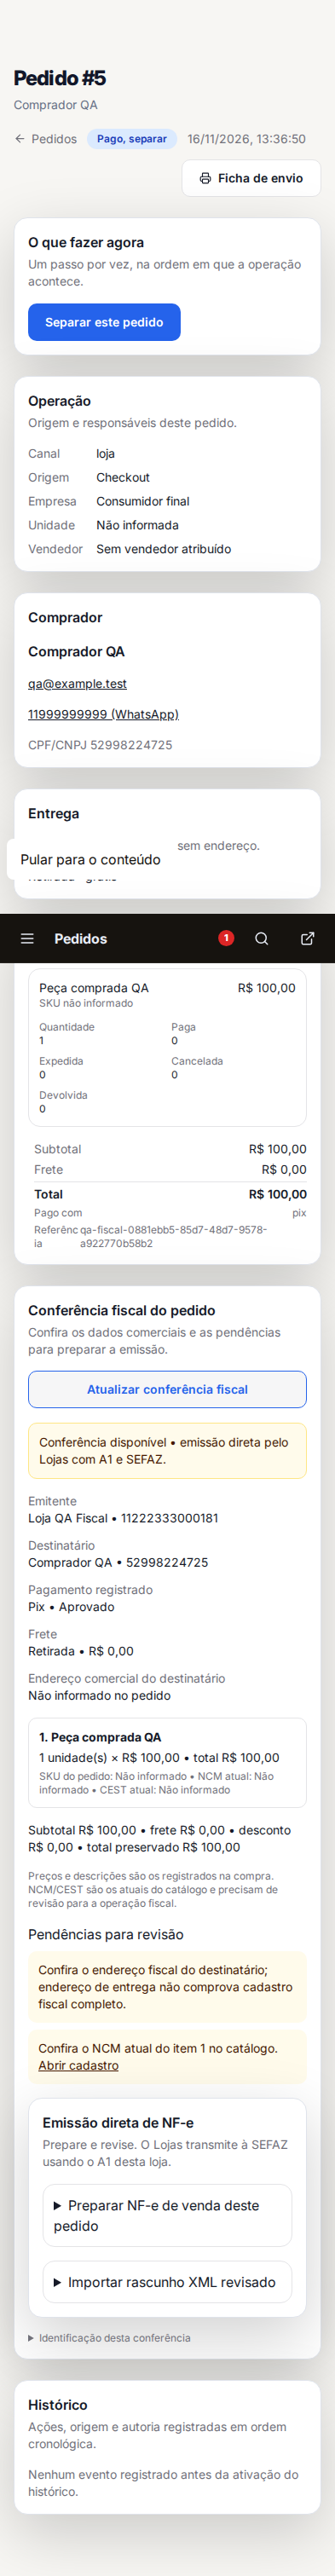 Pedido #5
Comprador QA
Pedidos
Pago, separar
16/11/2026, 13:36:50
Ficha de envio
O que fazer agora
Um passo por vez, na ordem em que a operação
acontece.
Separar este pedido
Operação
Origem e responsáveis deste pedido.
Canal loja
Origem Checkout
Empresa Consumidor final
Unidade Não informada
Vendedor Sem vendedor atribuído
Comprador
Comprador QA
qa@example.test
11999999999 (WhatsApp)
CPF/CNPJ 52998224725
Entrega
sem endereço.
Pular para o conteúdo
Pedidos
1
Peça comprada QA R$ 100,00
SKU não informado
Quantidade Paga
1 0
Expedida Cancelada
0 0
Devolvida
0
Subtotal R$ 100,00
Frete R$ 0,00
Total R$ 100,00
Pago com pix
Referênc qa-fiscal-0881ebb5-85d7-48d7-9578-
ia a922770b58b2
Conferência fiscal do pedido
Confira os dados comerciais e as pendências
para preparar a emissão.
Atualizar conferência fiscal
Conferência disponível • emissão direta pelo
Lojas com A1 e SEFAZ.
Emitente
Loja QA Fiscal • 11222333000181
Destinatário
Comprador QA • 52998224725
Pagamento registrado
Pix • Aprovado
Frete
Retirada • R$ 0,00
Endereço comercial do destinatário
Não informado no pedido
1. Peça comprada QA
1 unidade(s) × R$ 100,00 • total R$ 100,00
SKU do pedido: Não informado • NCM atual: Não
informado • CEST atual: Não informado
Subtotal R$ 100,00 • frete R$ 0,00 • desconto
R$ 0,00 • total preservado R$ 100,00
Preços e descrições são os registrados na compra.
NCM/CEST são os atuais do catálogo e precisam de
revisão para a operação fiscal.
Pendências para revisão
Confira o endereço fiscal do destinatário;
endereço de entrega não comprova cadastro
fiscal completo.
Confira o NCM atual do item 1 no catálogo.
Abrir cadastro
Emissão direta de NF-e
Prepare e revise. O Lojas transmite à SEFAZ
usando o A1 desta loja.
Preparar NF-e de venda deste
pedido
Importar rascunho XML revisado
Identificação desta conferência
Histórico
Ações, origem e autoria registradas em ordem
cronológica.
Nenhum evento registrado antes da ativação do
histórico.